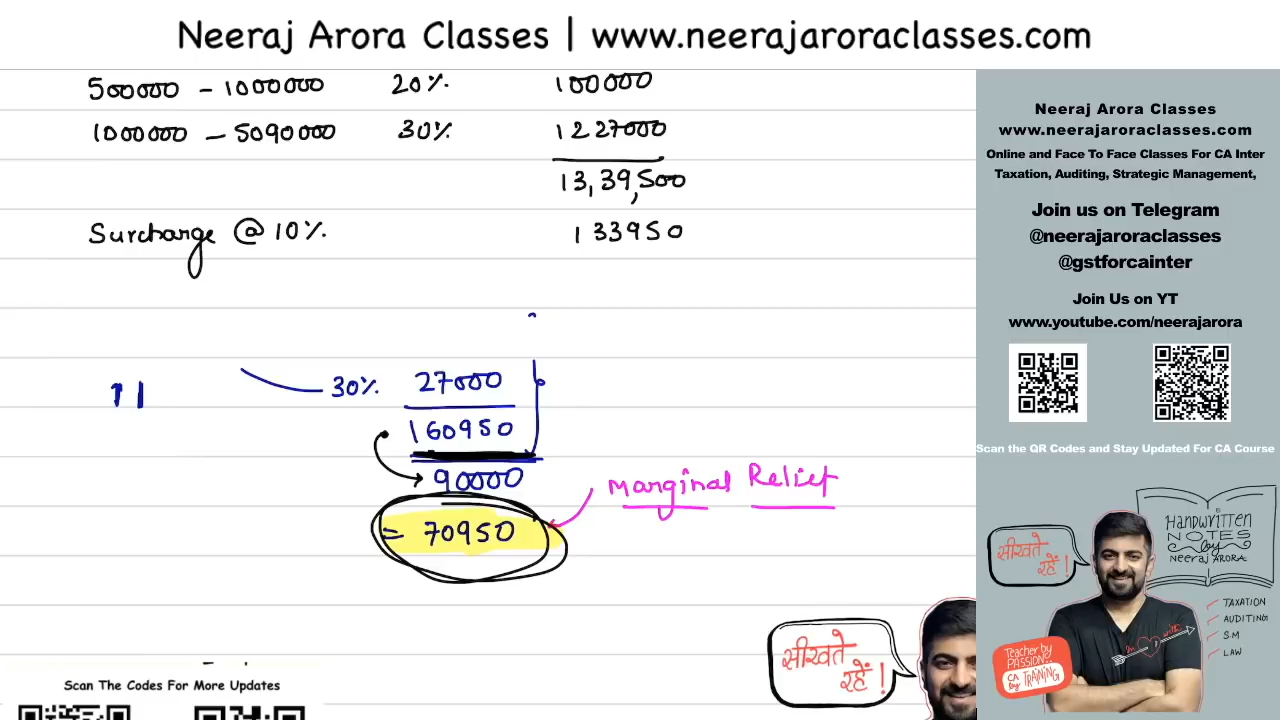 Neeraj Arora Classes | www.neerajaroraclasses.com
500000 - 1000000 20% 100000
1000000 - 5090000 30% 1227000
13,39,500
Surcharge @ 10% 133950
30% 27000
160950
90000
= 70950
Marginal Relief
सीखते
रहें !
Scan The Codes For More Updates
Neeraj Arora Classes
www.neerajaroraclasses.com
Online and Face To Face Classes For CA Inter
Taxation, Auditing, Strategic Management,
Join us on Telegram
@neerajaroraclasses
@gstforcainter
Join Us on YT
www.youtube.com/neerajarora
Scan the QR Codes and Stay Updated For CA Course
HANDWRITTEN
NOTES
by
Neeraj ARORA
सीखते
रहें !
TAXATION
AUDITING
S.M
LAW
Teacher by
PASSION..
CA by TRAINING